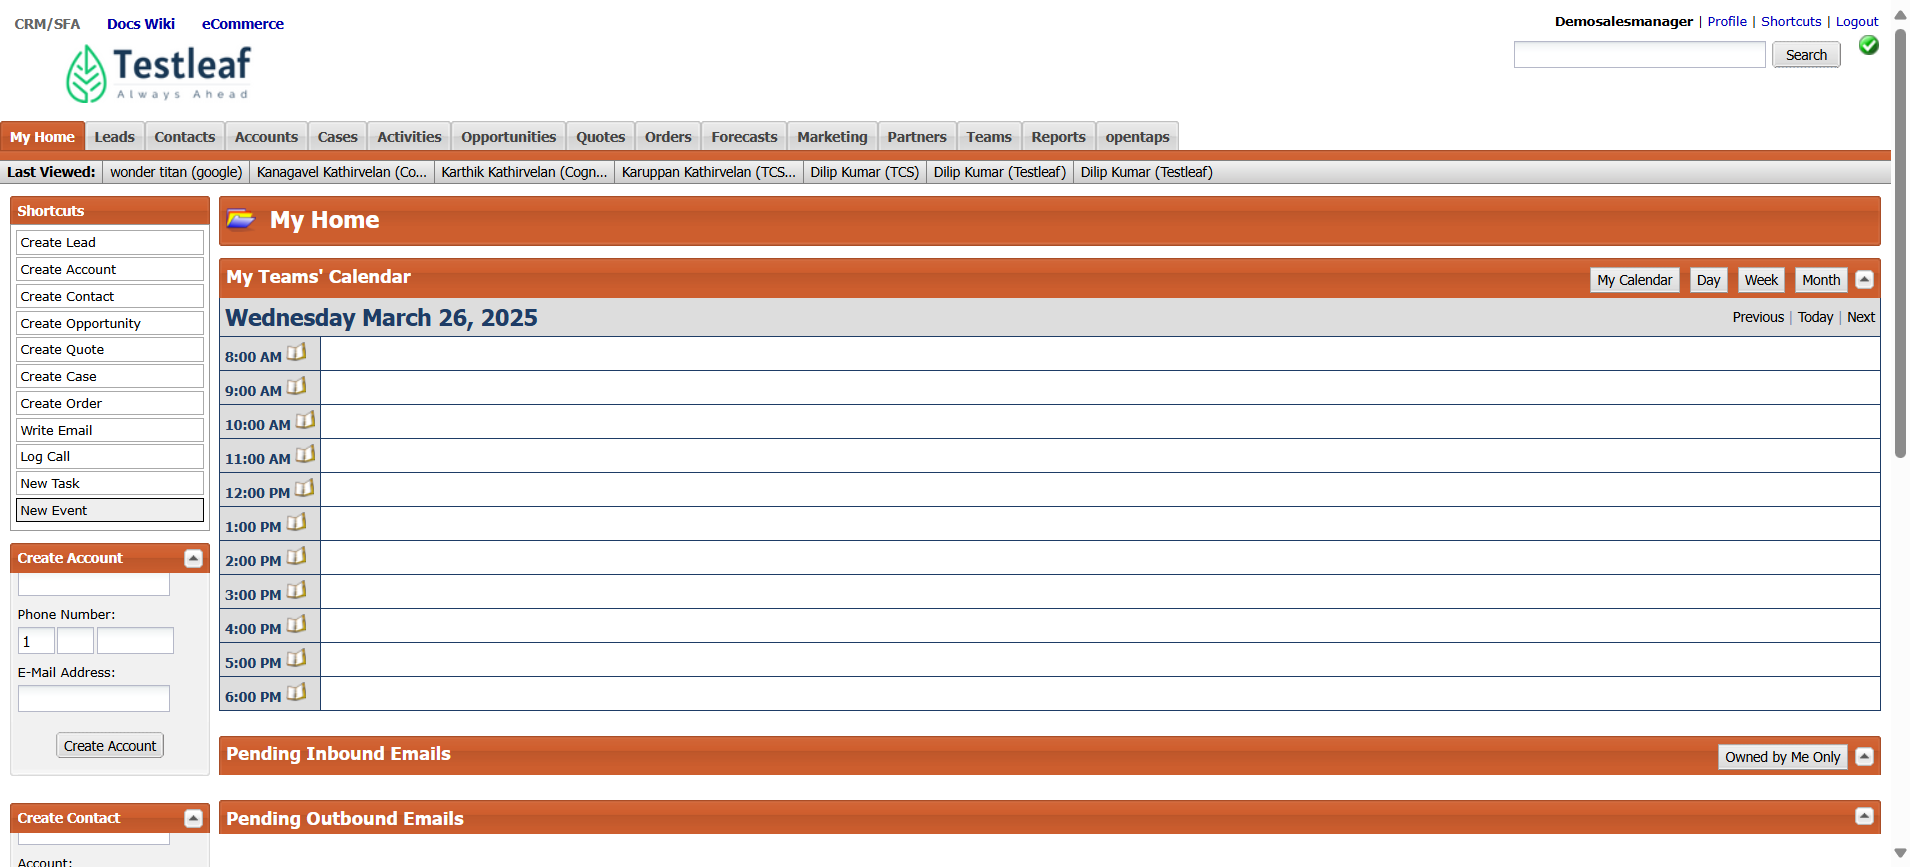 CRM/SFA Docs Wiki eCommerce
Demosalesmanager | Profile | Shortcuts | Logout
Testleaf
Always Ahead
Search
My Home Leads Contacts Accounts Cases Activities Opportunities Quotes Orders Forecasts Marketing Partners Teams Reports opentaps
Last Viewed: wonder titan (google) Kanagavel Kathirvelan (Co... Karthik Kathirvelan (Cogn... Karuppan Kathirvelan (TCS... Dilip Kumar (TCS) Dilip Kumar (Testleaf) Dilip Kumar (Testleaf)
Shortcuts
Create Lead
Create Account
Create Contact
Create Opportunity
Create Quote
Create Case
Create Order
Write Email
Log Call
New Task
New Event
Create Account
Phone Number:
1
E-Mail Address:
Create Account
Create Contact
Account:
My Home
My Teams' Calendar
My Calendar Day Week Month
Wednesday March 26, 2025
Previous | Today | Next
8:00 AM
9:00 AM
10:00 AM
11:00 AM
12:00 PM
1:00 PM
2:00 PM
3:00 PM
4:00 PM
5:00 PM
6:00 PM
Pending Inbound Emails
Owned by Me Only
Pending Outbound Emails